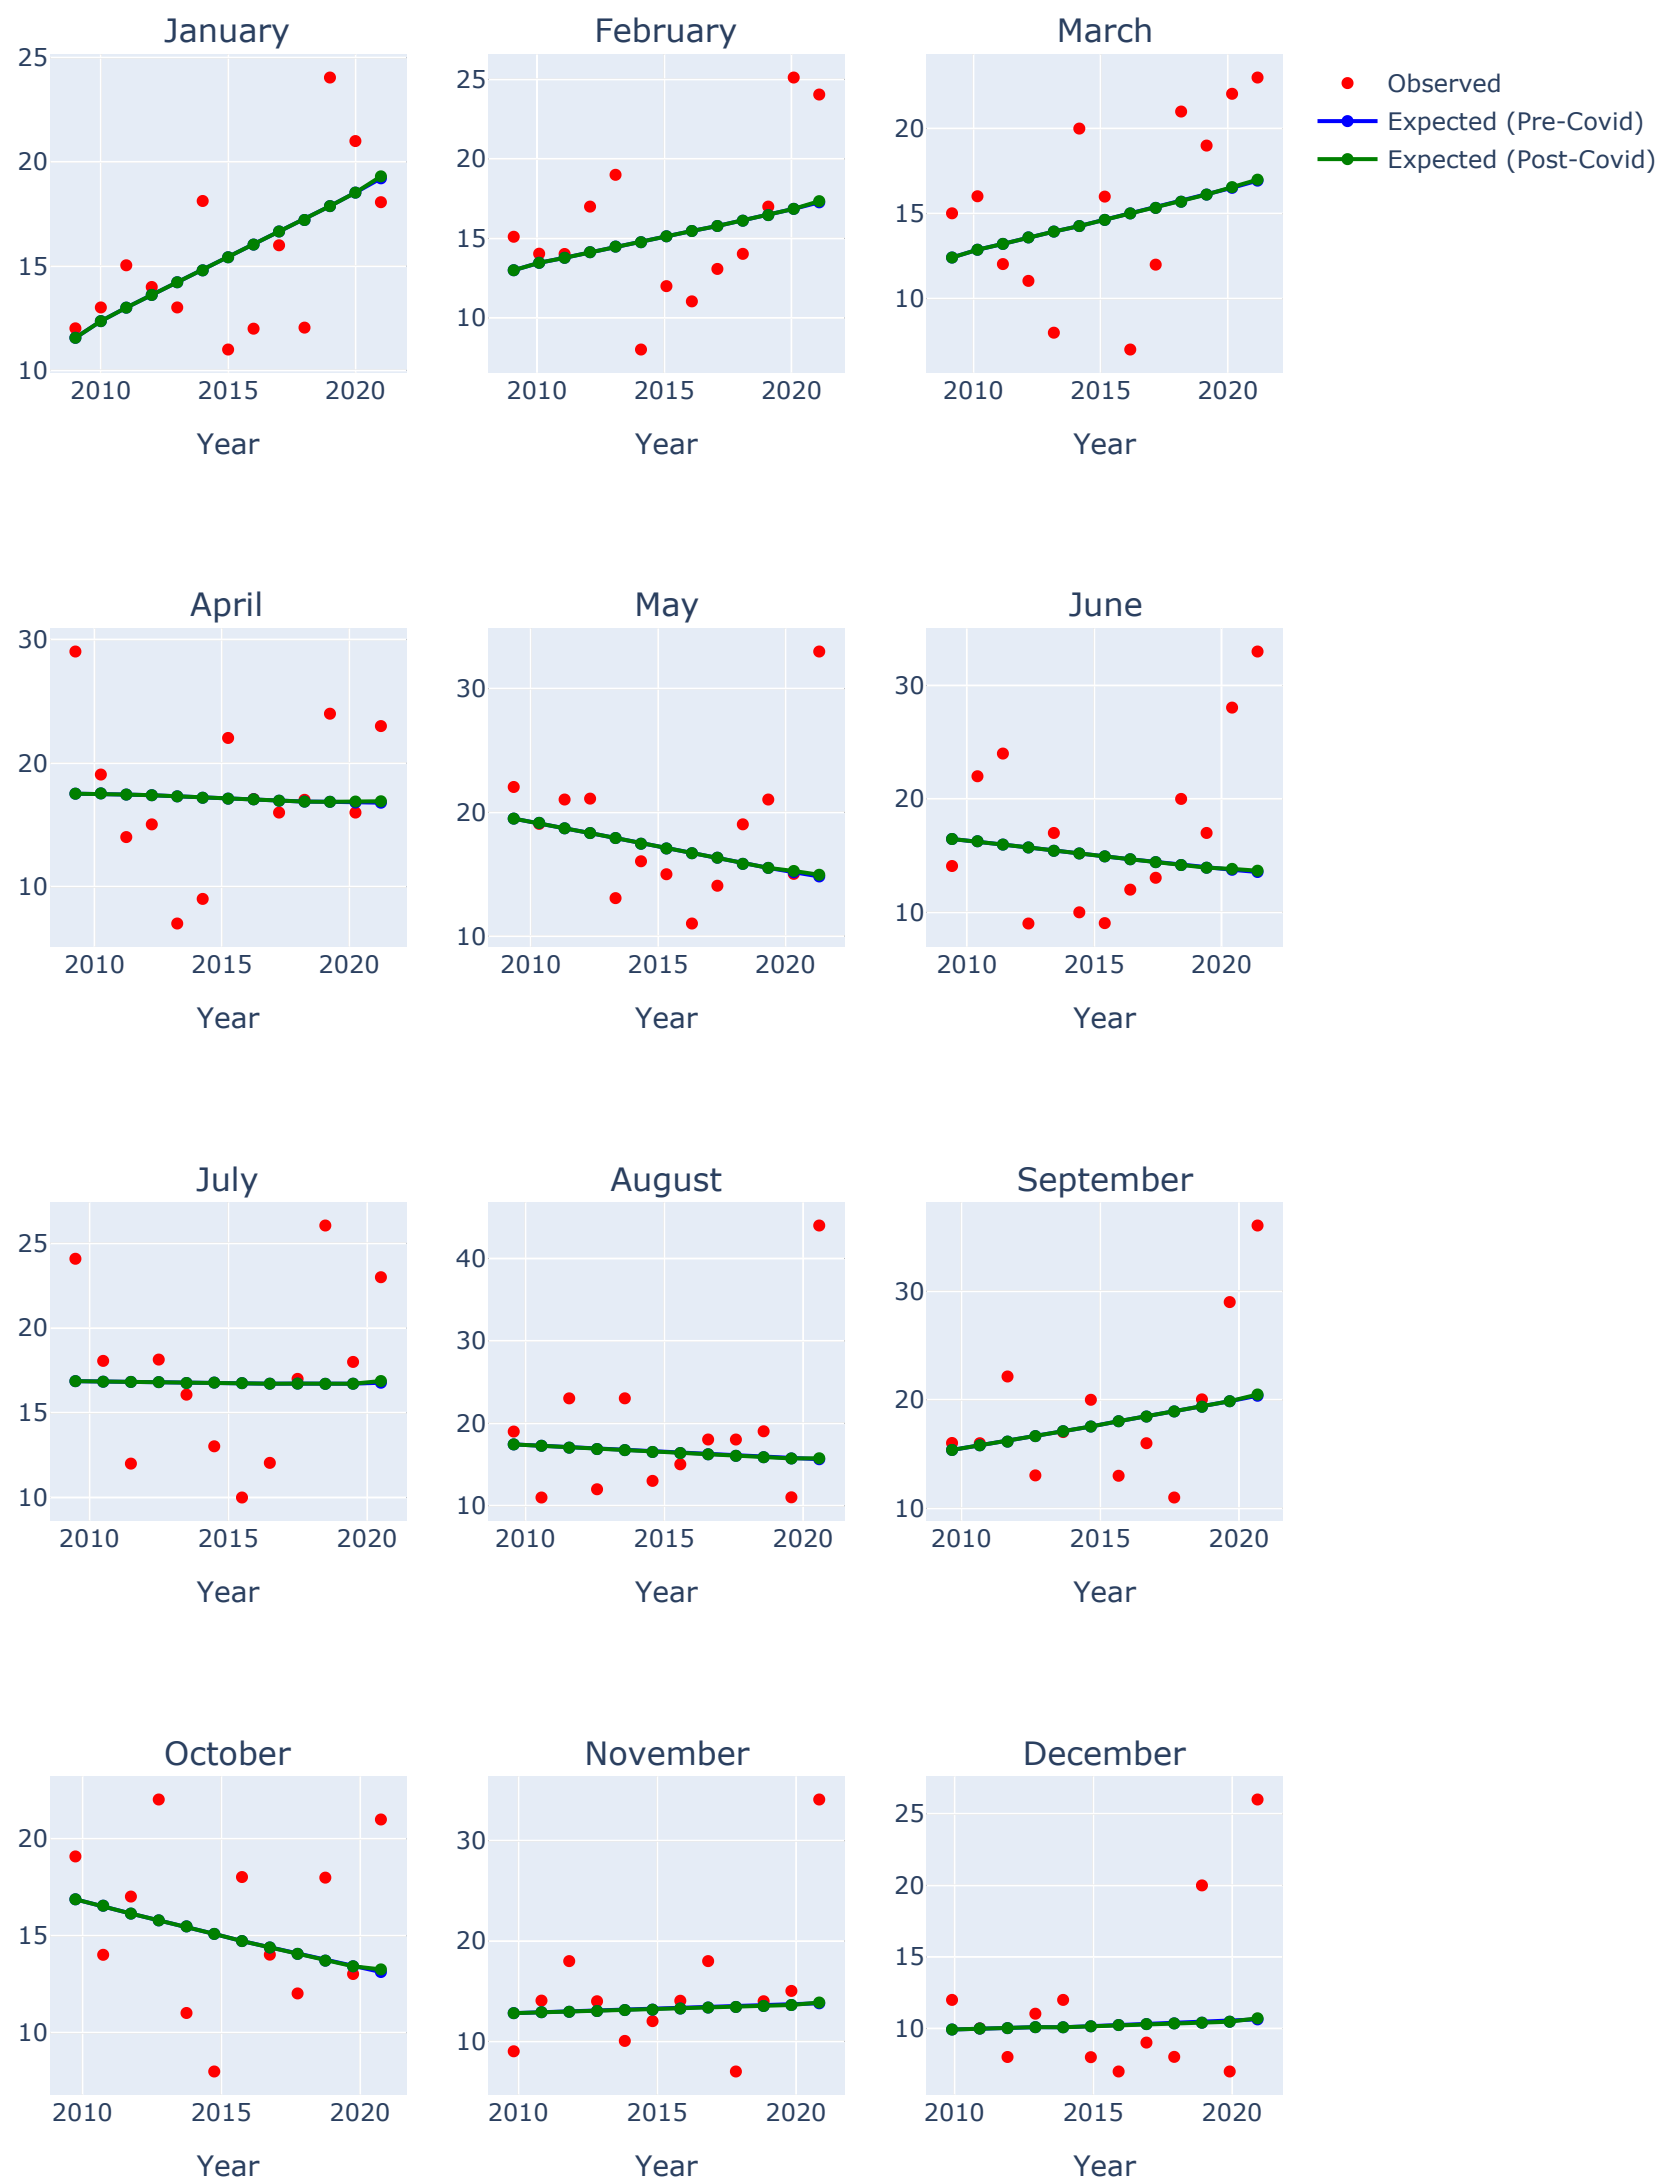 January
February
March
Observed
Expected (Pre-Covid)
Expected (Post-Covid)
25
20
15
10
25
20
15
10
20
15
10
2010 2015 2020
2010 2015 2020
2010 2015 2020
Year
Year
Year
April
May
June
30
20
10
30
20
10
30
20
10
2010 2015 2020
2010 2015 2020
2010 2015 2020
Year
Year
Year
July
August
September
25
20
15
10
40
30
20
10
30
20
10
2010 2015 2020
2010 2015 2020
2010 2015 2020
Year
Year
Year
October
November
December
20
15
10
30
20
10
25
20
15
10
2010 2015 2020
2010 2015 2020
2010 2015 2020
Year
Year
Year